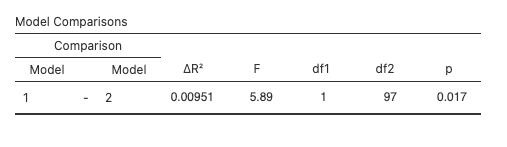 Model Comparisons
Comparison
Model Model ΔR² F df1 df2 p
1 - 2 0.00951 5.89 1 97 0.017